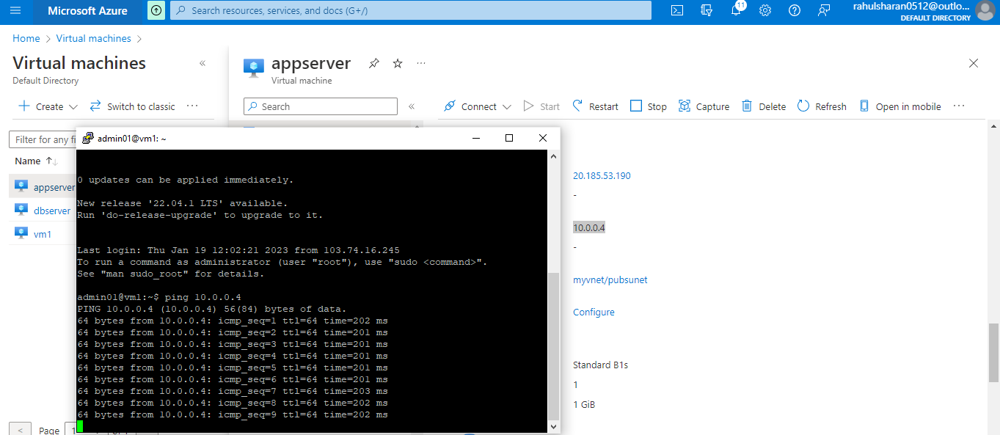 Microsoft Azure
Search resources, services, and docs (G+/)
11
rahulsharan0512@outlo...
DEFAULT DIRECTORY
Home > Virtual machines >
Virtual machines
Default Directory
Create
Switch to classic
Filter for any fi
Name
appserver
dbserver
vm1
< Page 1
appserver
Virtual machine
Search
Connect
Start
Restart
Stop
Capture
Delete
Refresh
Open in mobile
20.185.53.190
-
10.0.0.4
-
myvnet/pubsunet
Configure
Standard B1s
1
1 GiB
admin01@vm1: ~
0 updates can be applied immediately.
New release '22.04.1 LTS' available.
Run 'do-release-upgrade' to upgrade to it.
Last login: Thu Jan 19 12:02:21 2023 from 103.74.16.245
To run a command as administrator (user "root"), use "sudo <command>".
See "man sudo_root" for details.
admin01@vm1:~$ ping 10.0.0.4
PING 10.0.0.4 (10.0.0.4) 56(84) bytes of data.
64 bytes from 10.0.0.4: icmp_seq=1 ttl=64 time=202 ms
64 bytes from 10.0.0.4: icmp_seq=2 ttl=64 time=201 ms
64 bytes from 10.0.0.4: icmp_seq=3 ttl=64 time=201 ms
64 bytes from 10.0.0.4: icmp_seq=4 ttl=64 time=201 ms
64 bytes from 10.0.0.4: icmp_seq=5 ttl=64 time=201 ms
64 bytes from 10.0.0.4: icmp_seq=6 ttl=64 time=201 ms
64 bytes from 10.0.0.4: icmp_seq=7 ttl=64 time=203 ms
64 bytes from 10.0.0.4: icmp_seq=8 ttl=64 time=202 ms
64 bytes from 10.0.0.4: icmp_seq=9 ttl=64 time=202 ms